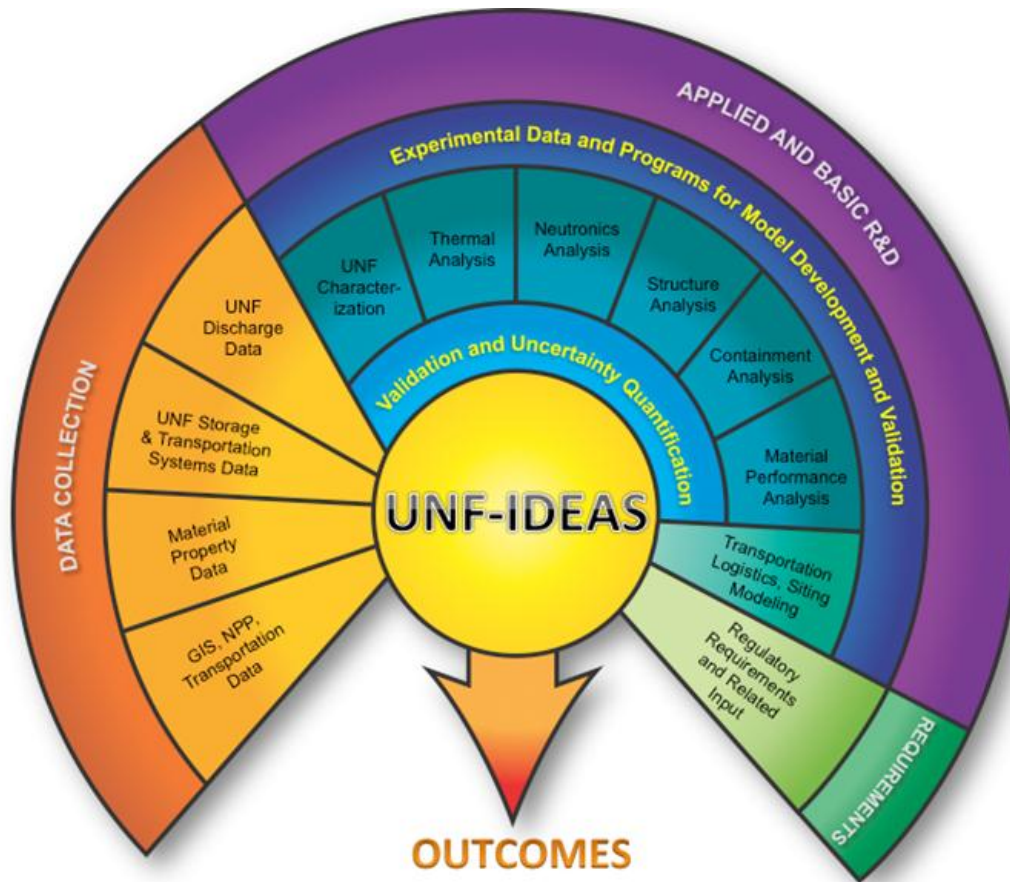 APPLIED AND BASIC R&D
Experimental Data and Programs for Model Development and Validation
DATA COLLECTION
UNF
Discharge
Data
UNF Storage
& Transportation
Systems Data
Material
Property
Data
GIS, NPP,
Transportation
Data
UNF
Character-
ization
Thermal
Analysis
Neutronics
Analysis
Structure
Analysis
Containment
Analysis
Material
Performance
Analysis
Transportation
Logistics, Siting
Modeling
Regulatory
Requirements
and Related
Input
REQUIREMENTS
Validation and Uncertainty Quantification
UNF-IDEAS
OUTCOMES